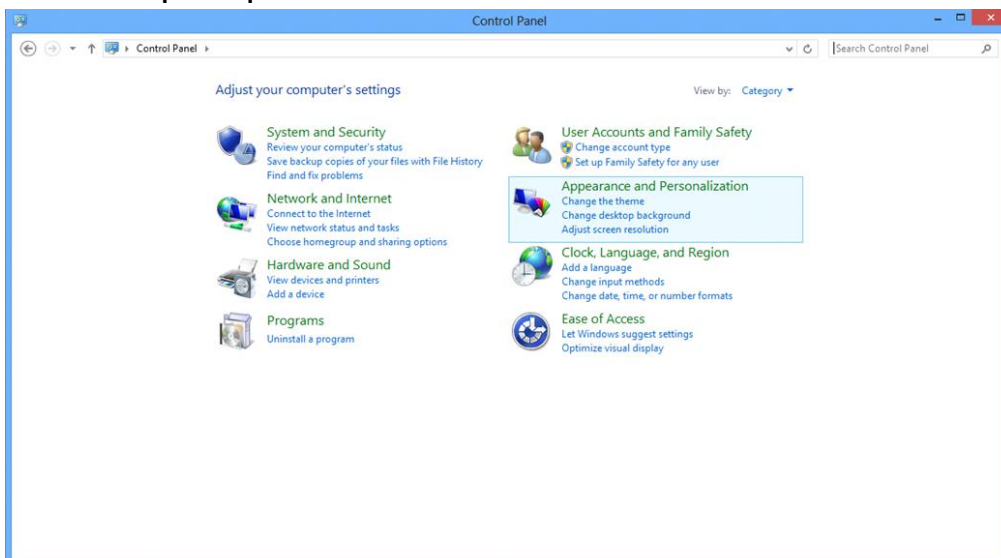 Control Panel
Control Panel
Search Control Panel
Adjust your computer's settings
View by: Category
System and Security
Review your computer's status
Save backup copies of your files with File History
Find and fix problems
Network and Internet
Connect to the Internet
View network status and tasks
Choose homegroup and sharing options
Hardware and Sound
View devices and printers
Add a device
Programs
Uninstall a program
User Accounts and Family Safety
Change account type
Set up Family Safety for any user
Appearance and Personalization
Change the theme
Change desktop background
Adjust screen resolution
Clock, Language, and Region
Add a language
Change input methods
Change date, time, or number formats
Ease of Access
Let Windows suggest settings
Optimize visual display